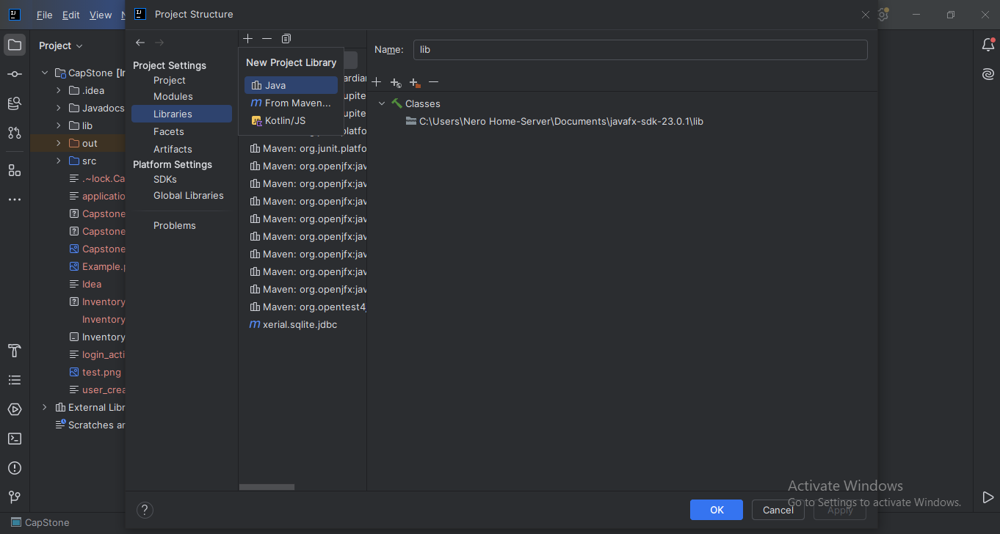 File Edit View
Project Structure
Project
CapStone
.idea
Javadocs
lib
out
src
.~lock.Ca
applicatio
Capstone
Capstone
Capstone
Example.
Idea
Inventory
Inventory
Inventory
login_acti
test.png
user_crea
External Libr
Scratches ar
CapStone
Project Settings
Project
Modules
Libraries
Facets
Artifacts
Platform Settings
SDKs
Global Libraries
Problems
New Project Library
Java
From Maven...
Kotlin/JS
ardian
upite
upite
platfo
Maven: org.junit.platfo
Maven: org.openjfx:jav
Maven: org.openjfx:jav
Maven: org.openjfx:jav
Maven: org.openjfx:jav
Maven: org.openjfx:jav
Maven: org.openjfx:jav
Maven: org.openjfx:jav
Maven: org.openjfx:jav
Maven: org.opentest4
xerial.sqlite.jdbc
Name: lib
Classes
C:\Users\Nero Home-Server\Documents\javafx-sdk-23.0.1\lib
?
OK
Cancel
Apply
Activate Windows
Go to Settings to activate Windows.